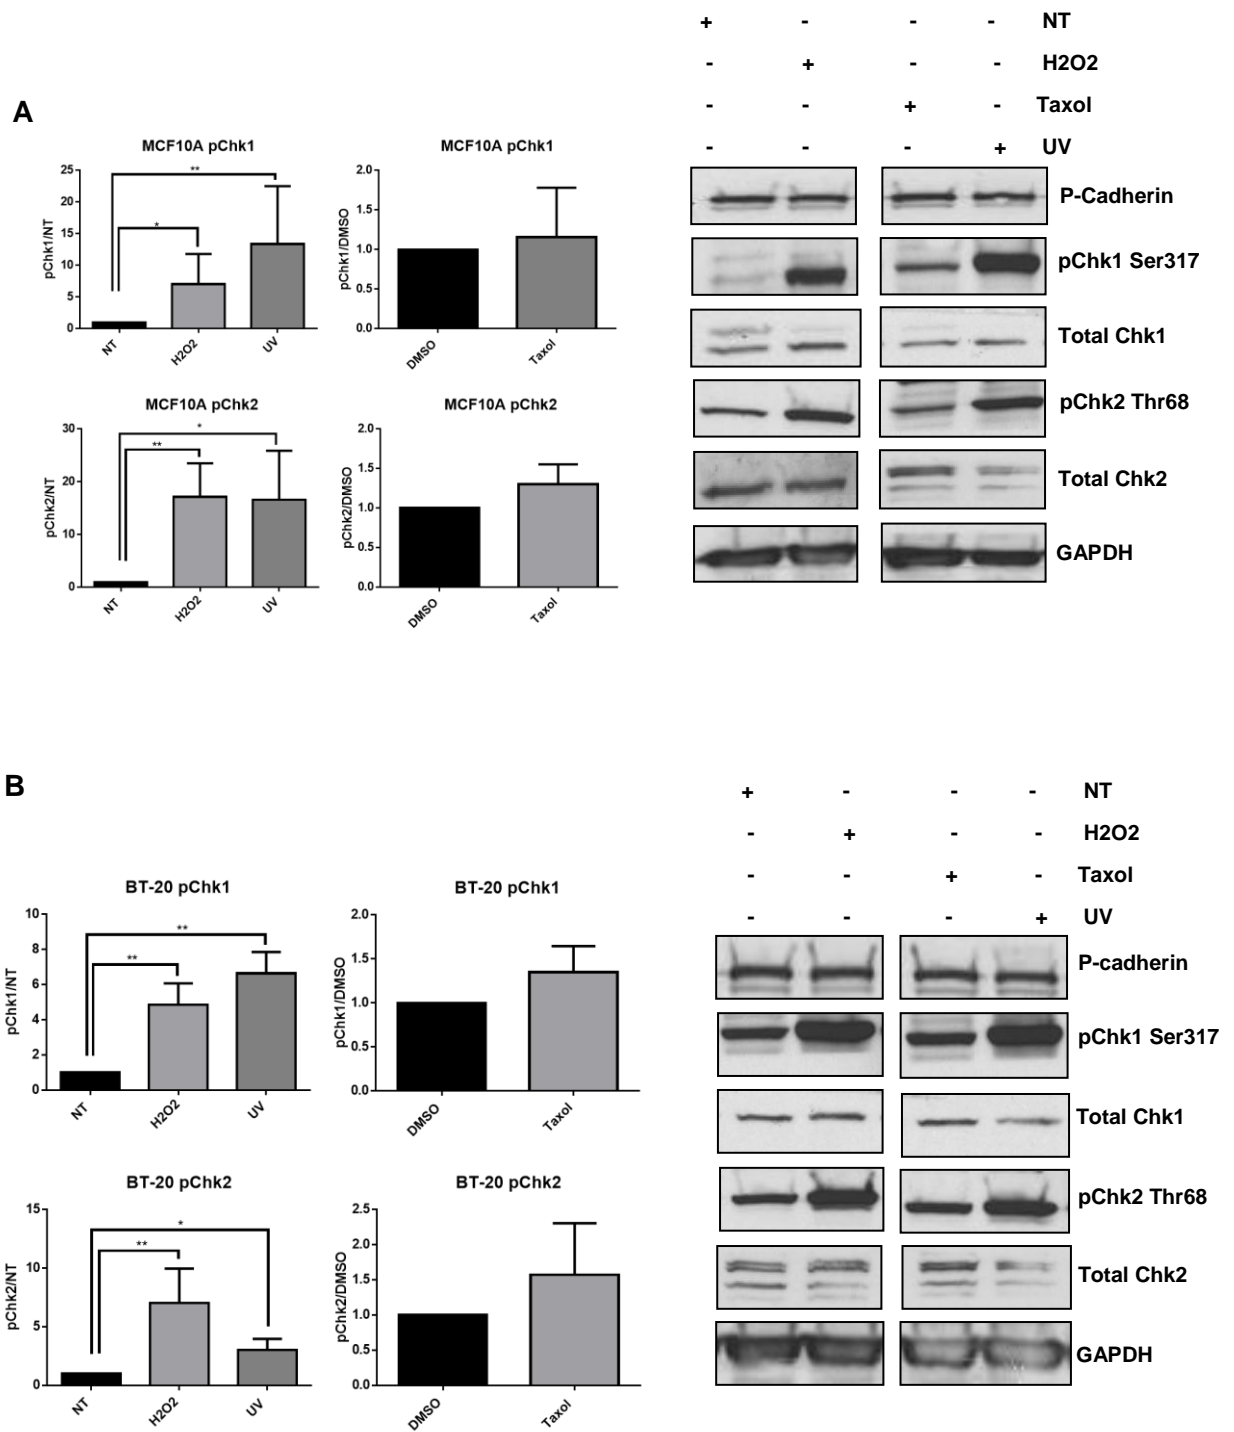 + - - - NT
- + - - H2O2
- - + - Taxol
- - - + UV
A
MCF10A pChk1
pChk1/NT
25
20
15
10
5
0
**
*
NT
H2O2
UV
MCF10A pChk1
pChk1/DMSO
2.0
1.5
1.0
0.5
0.0
DMSO
Taxol
MCF10A pChk2
pChk2/NT
30
20
10
0
*
**
NT
H2O2
UV
MCF10A pChk2
pChk2/DMSO
2.0
1.5
1.0
0.5
0.0
DMSO
Taxol
P-Cadherin
pChk1 Ser317
Total Chk1
pChk2 Thr68
Total Chk2
GAPDH
B
+ - - - NT
- + - - H2O2
- - + - Taxol
- - - + UV
BT-20 pChk1
pChk1/NT
10
8
6
4
2
0
**
**
NT
H2O2
UV
BT-20 pChk1
pChk1/DMSO
2.0
1.5
1.0
0.5
0.0
DMSO
Taxol
BT-20 pChk2
pChk2/NT
15
10
5
0
*
**
NT
H2O2
UV
BT-20 pChk2
pChk2/DMSO
2.5
2.0
1.5
1.0
0.5
0.0
DMSO
Taxol
P-cadherin
pChk1 Ser317
Total Chk1
pChk2 Thr68
Total Chk2
GAPDH